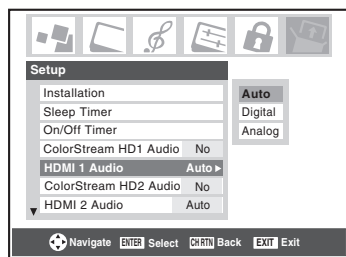 Setup
Installation
Sleep Timer
On/Off Timer
ColorStream HD1 Audio No
HDMI 1 Audio Auto ▶
ColorStream HD2 Audio No
HDMI 2 Audio Auto
Auto
Digital
Analog
Navigate ENTER Select CH RTN Back EXIT Exit